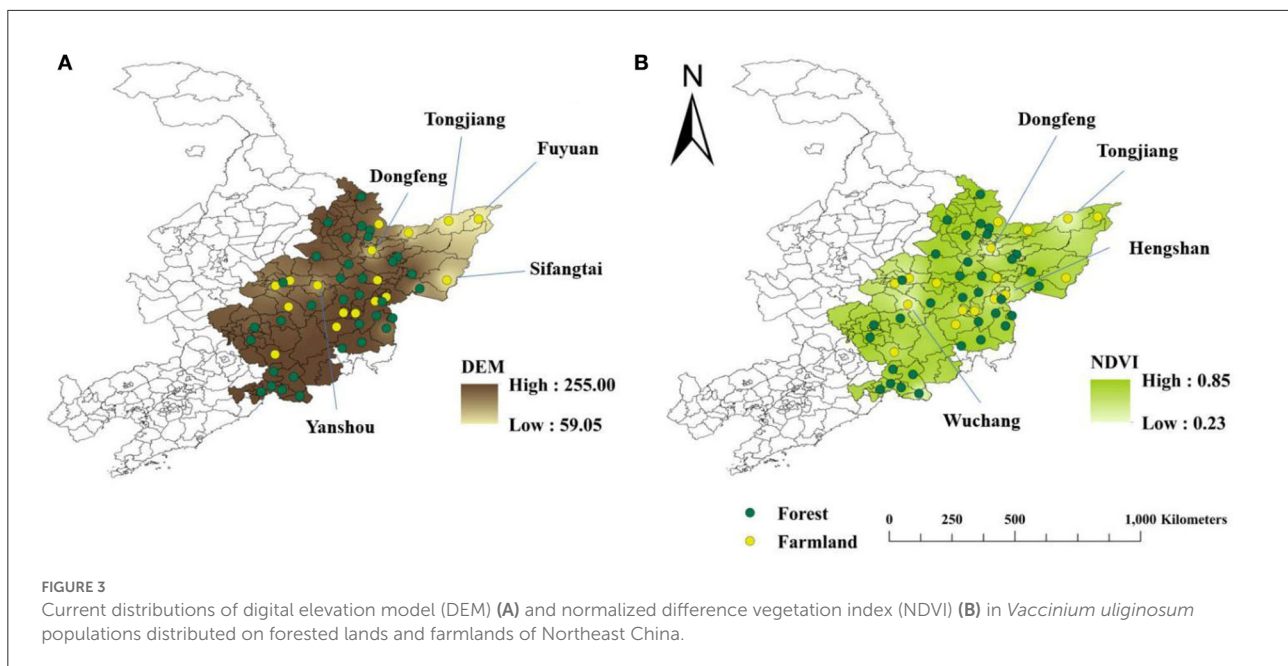 A
B
N
Tongjiang
Dongfeng
Fuyuan
Dongfeng
Tongjiang
Hengshan
Sifangtai
DEM
High : 255.00
Low : 59.05
NDVI
High : 0.85
Low : 0.23
Yanshou
Wuchang
Forest
Farmland
0 250 500 1,000 Kilometers
FIGURE 3
Current distributions of digital elevation model (DEM) (A) and normalized difference vegetation index (NDVI) (B) in Vaccinium uliginosum
populations distributed on forested lands and farmlands of Northeast China.